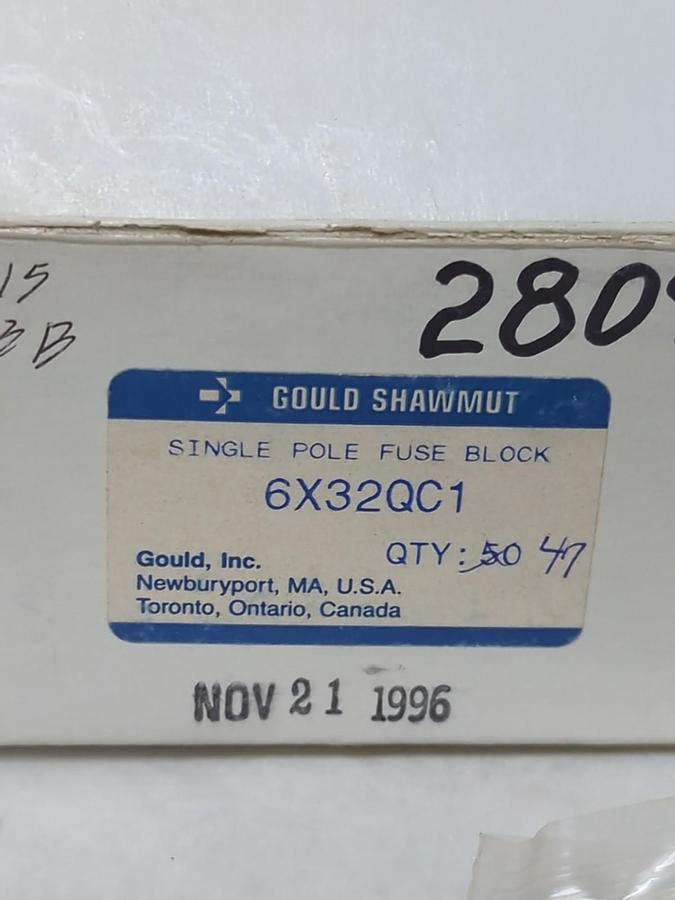 15
B
280
GOULD SHAWMUT
SINGLE POLE FUSE BLOCK
6X32QC1
QTY: 50 47
Gould, Inc.
Newburyport, MA, U.S.A.
Toronto, Ontario, Canada
NOV 21 1996